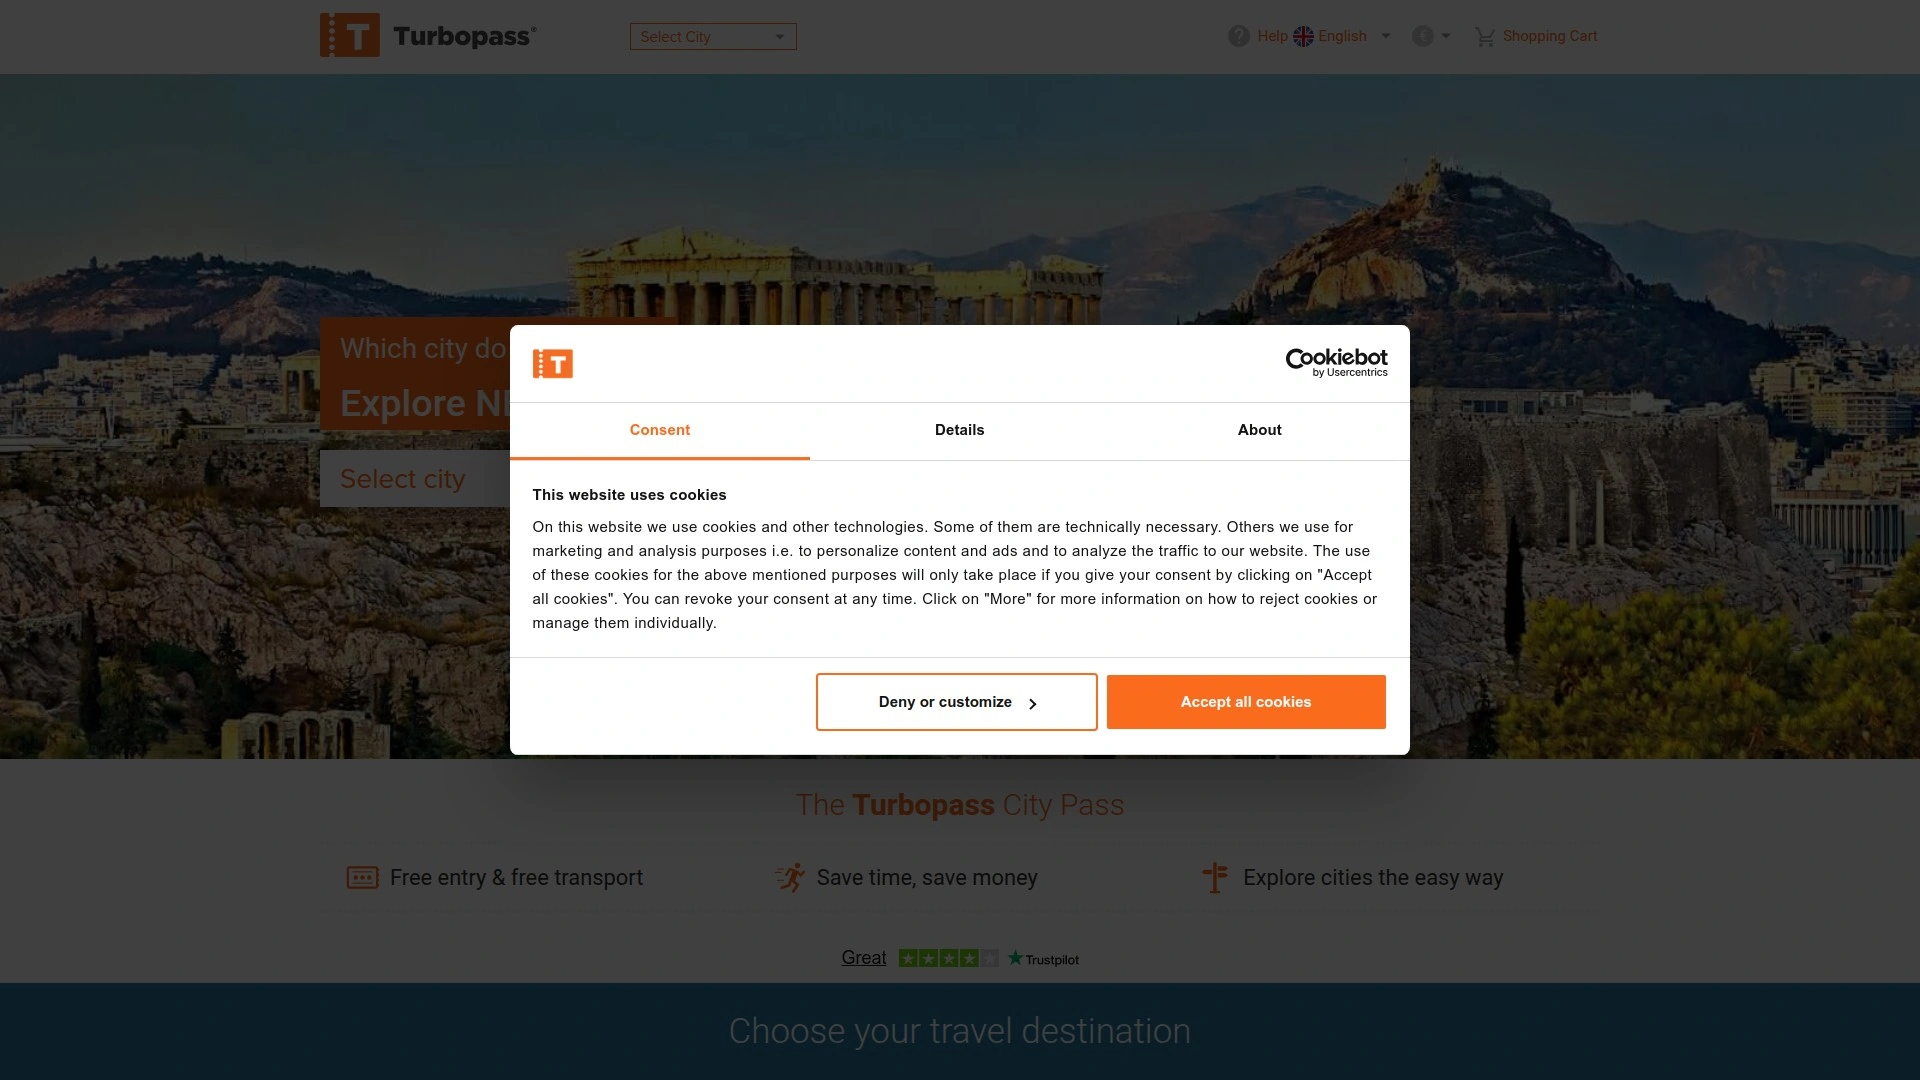 T Turbopass®
Select City
? Help English € Shopping Cart
Which city do
Explore
Select city
T
Cookiebot
by Usercentrics
Consent
Details
About
This website uses cookies
On this website we use cookies and other technologies. Some of them are technically necessary. Others we use for
marketing and analysis purposes i.e. to personalize content and ads and to analyze the traffic to our website. The use
of these cookies for the above mentioned purposes will only take place if you give your consent by clicking on "Accept
all cookies". You can revoke your consent at any time. Click on "More" for more information on how to reject cookies or
manage them individually.
Deny or customize
Accept all cookies
The Turbopass City Pass
Free entry & free transport
Save time, save money
Explore cities the easy way
Great Trustpilot
Choose your travel destination